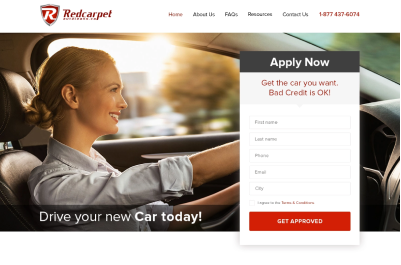 Redcarpet
Home
About Us
FAQs
Resources
Contact Us
1-877 437-6074
Apply Now
Get the car you want.
Bad Credit is OK!
First name
Last name
Phone
Email
City
I agree to the Terms & Conditions
GET APPROVED
Drive your new Car today!